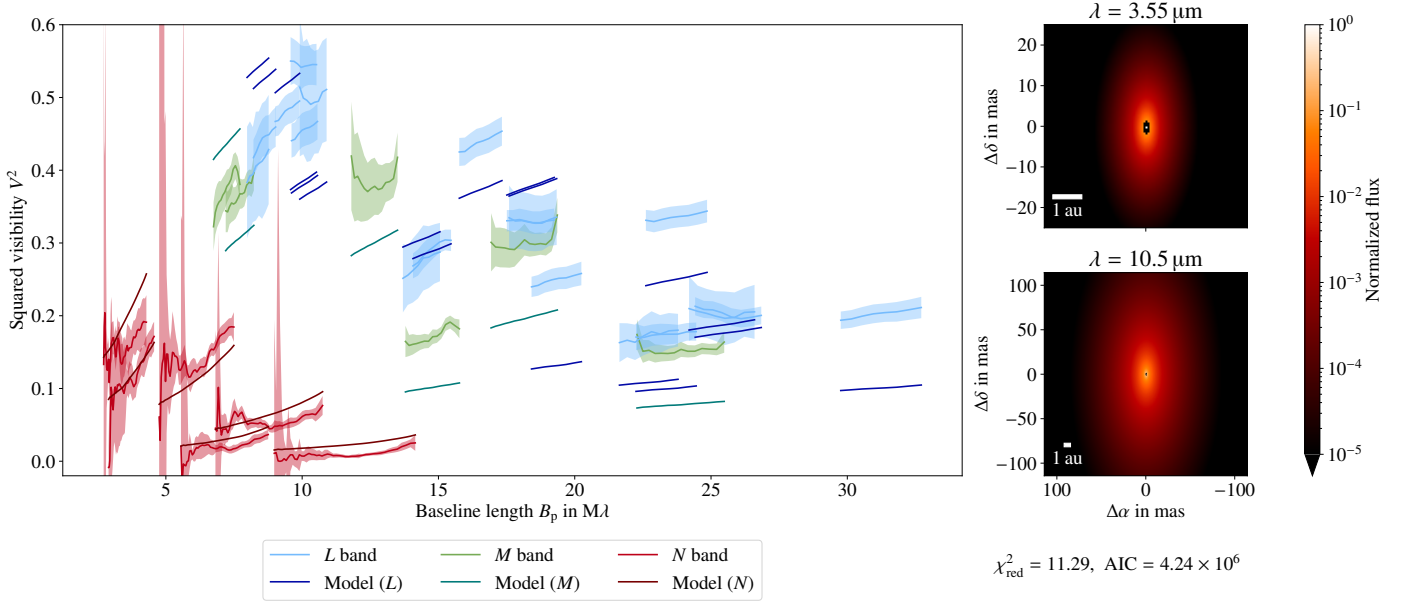 λ = 3.55 μm
0.6
0.5
0.4
0.3
0.2
0.1
0.0
Squared visibility V²
5
10
15
20
25
30
Baseline length Bₚ in Mλ
20
10
0
−10
−20
Δδ in mas
1 au
λ = 10.5 μm
100
50
0
−50
−100
Δδ in mas
1 au
100
0
−100
Δα in mas
10⁰
10⁻¹
10⁻²
10⁻³
10⁻⁴
10⁻⁵
Normalized flux
L band
M band
N band
Model (L)
Model (M)
Model (N)
χ²_red = 11.29, AIC = 4.24 × 10⁶